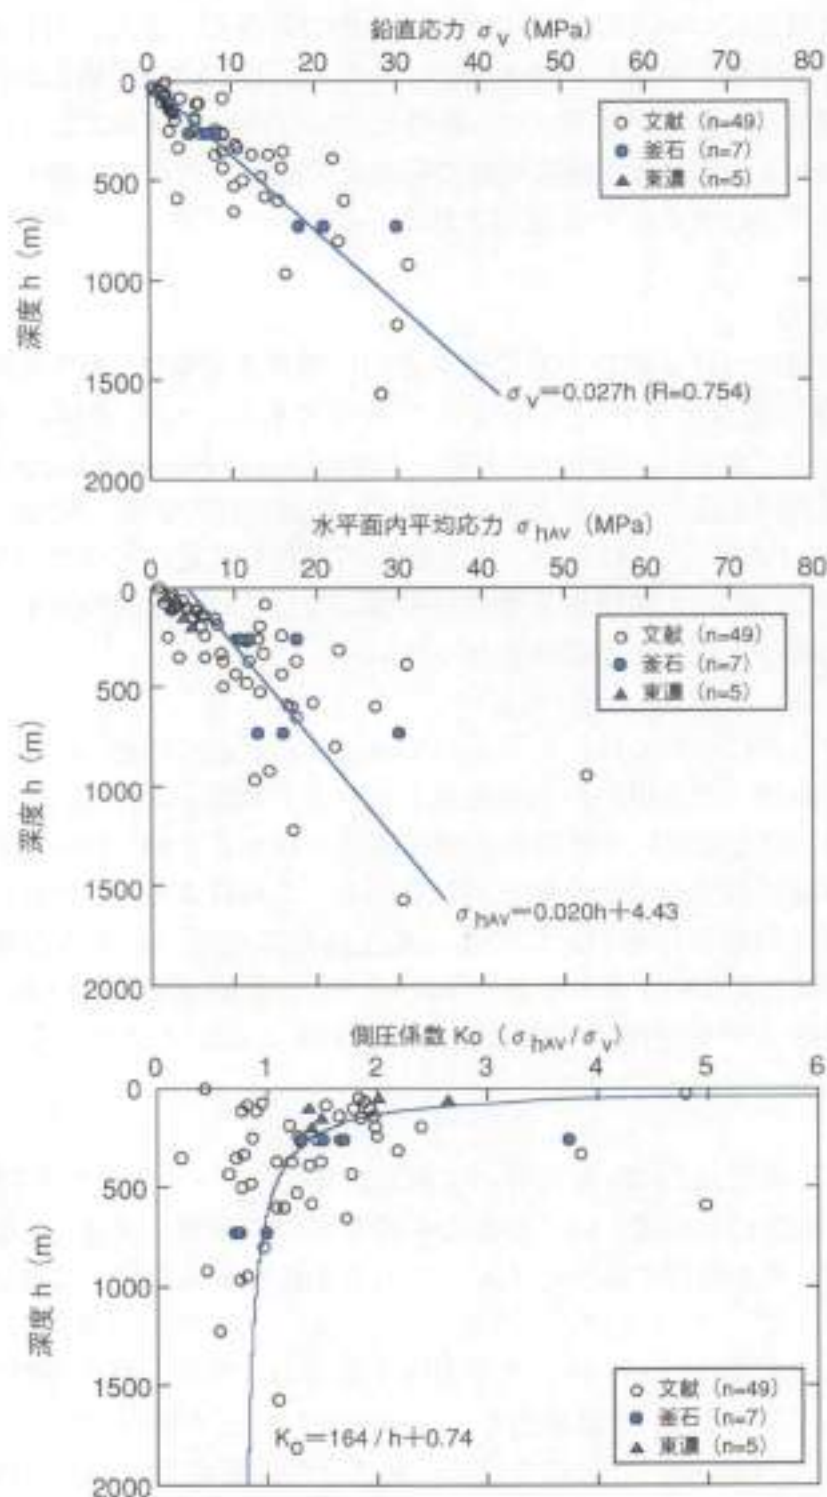 鉛直応力 σv (MPa)
0 10 20 30 40 50 60 70 80
0
500
1000
1500
2000
深度 h (m)
○ 文献 (n=49)
● 釜石 (n=7)
▲ 東濃 (n=5)
σv=0.027h (R=0.754)
水平面内平均応力 σhAV (MPa)
0 10 20 30 40 50 60 70 80
0
500
1000
1500
2000
深度 h (m)
○ 文献 (n=49)
● 釜石 (n=7)
▲ 東濃 (n=5)
σhAV=0.020h+4.43
側圧係数 Ko (σhAV/σv)
0 1 2 3 4 5 6
0
500
1000
1500
2000
深度 h (m)
○ 文献 (n=49)
● 釜石 (n=7)
▲ 東濃 (n=5)
Ko=164 / h+0.74